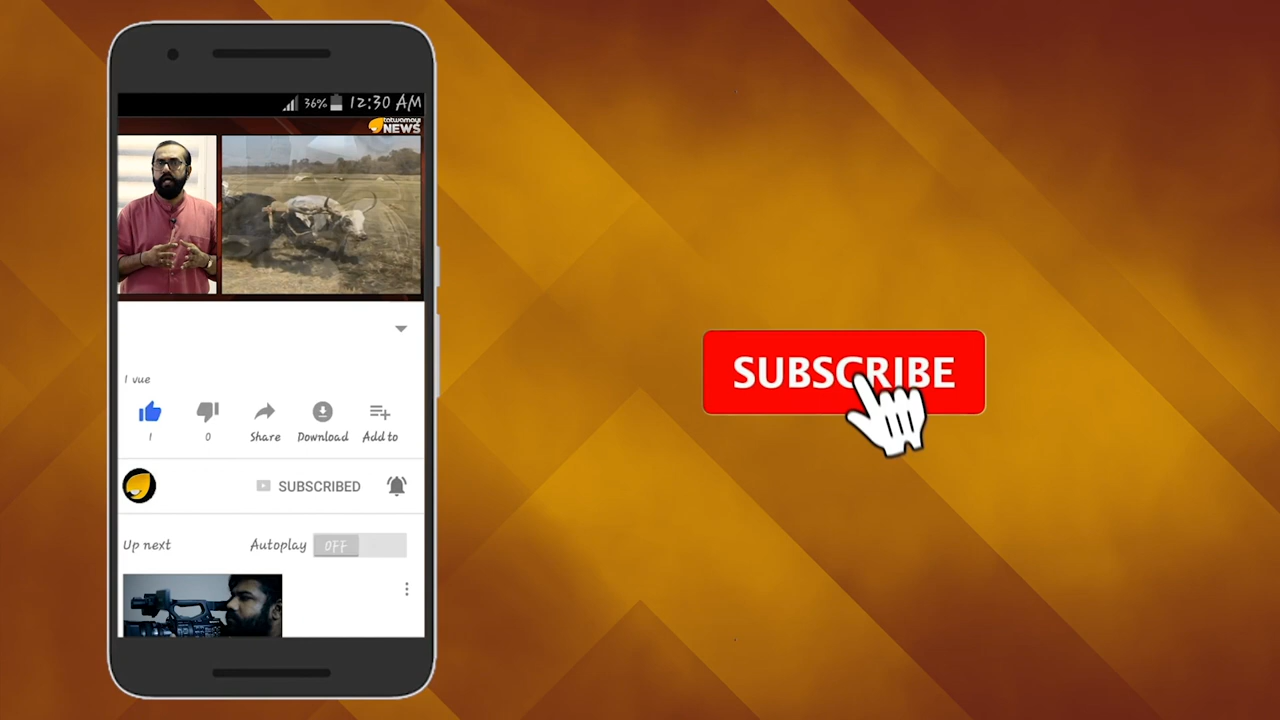 36% 12:30 AM
tatwamayi
NEWS
1 vue
1
0
Share
Download
Add to
SUBSCRIBED
Up next
Autoplay
OFF
SUBSCRIBE